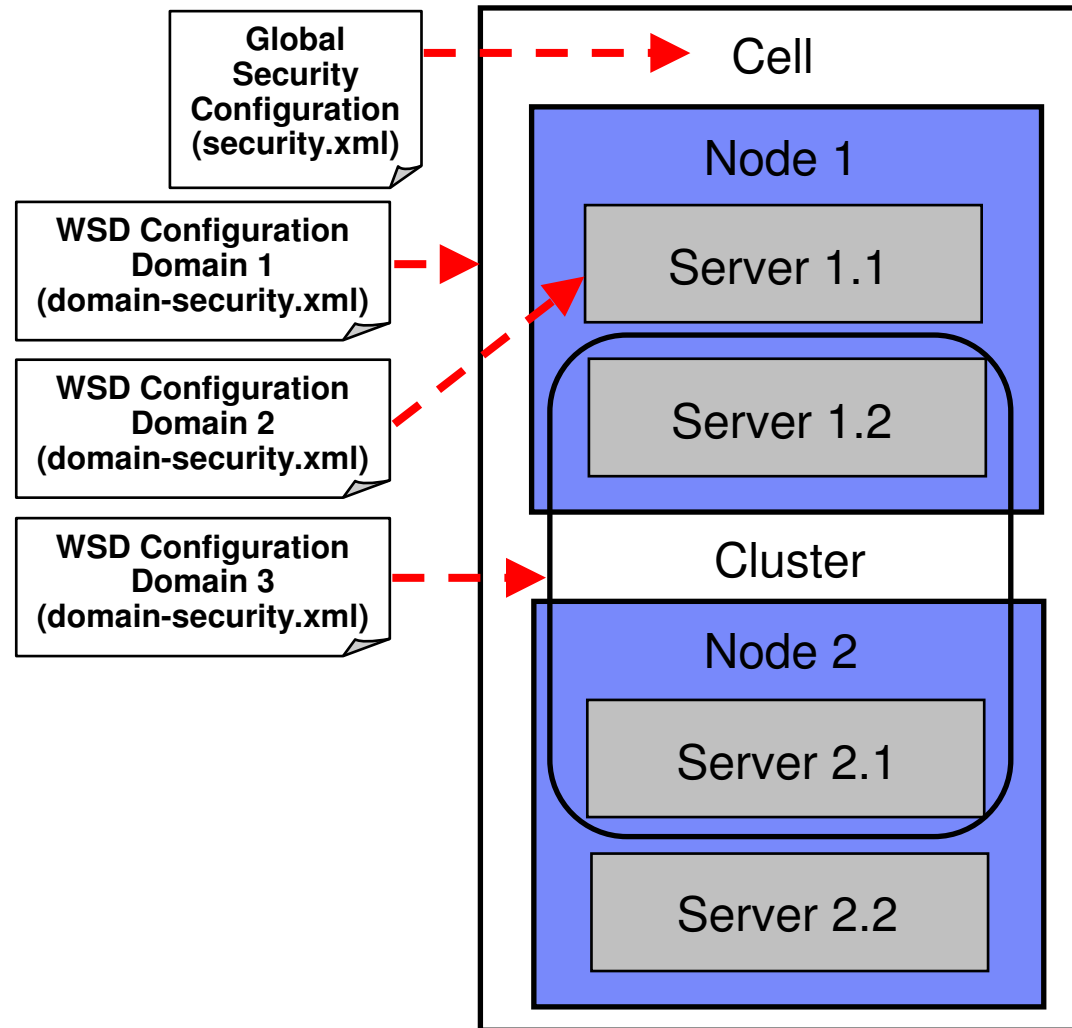 Global
Security
Configuration
(security.xml)
Cell
Node 1
WSD Configuration
Domain 1
(domain-security.xml)
Server 1.1
WSD Configuration
Domain 2
(domain-security.xml)
Server 1.2
WSD Configuration
Domain 3
(domain-security.xml)
Cluster
Node 2
Server 2.1
Server 2.2